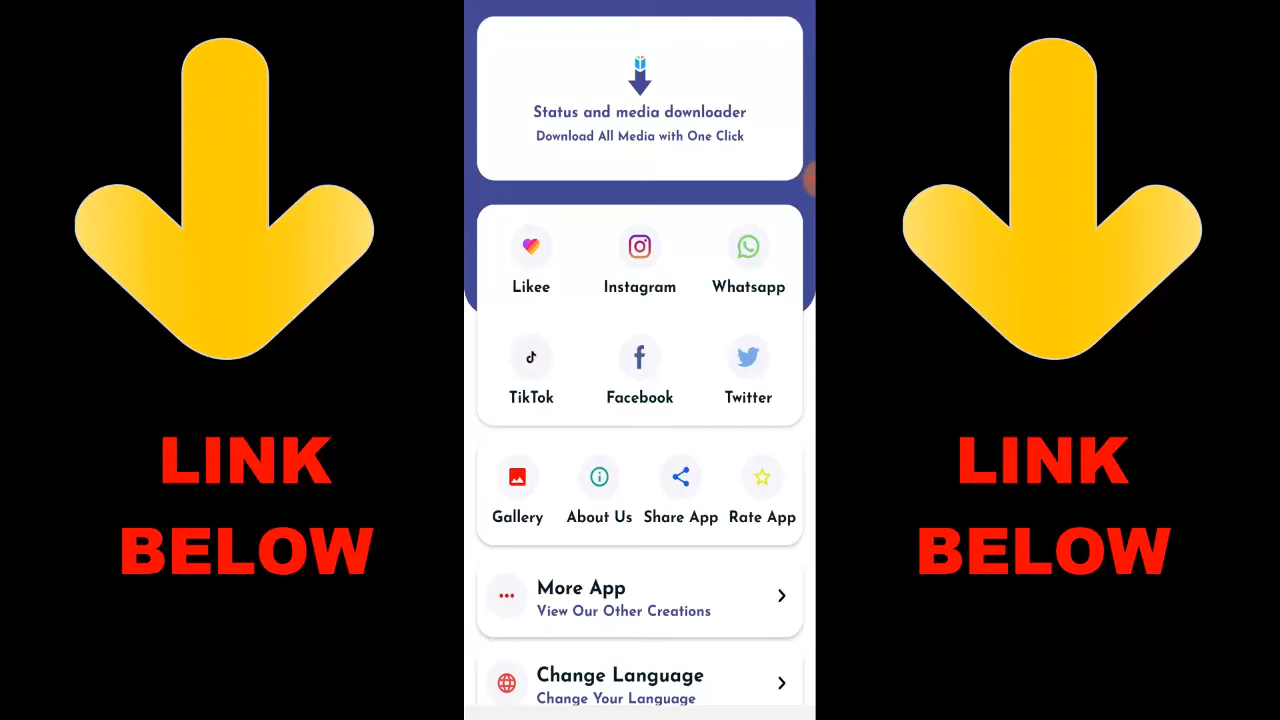 Status and media downloader
Download All Media with One Click
Likee
Instagram
Whatsapp
TikTok
Facebook
Twitter
Gallery
About Us
Share App
Rate App
More App
View Our Other Creations
Change Language
Change Your Language
LINK
BELOW
LINK
BELOW